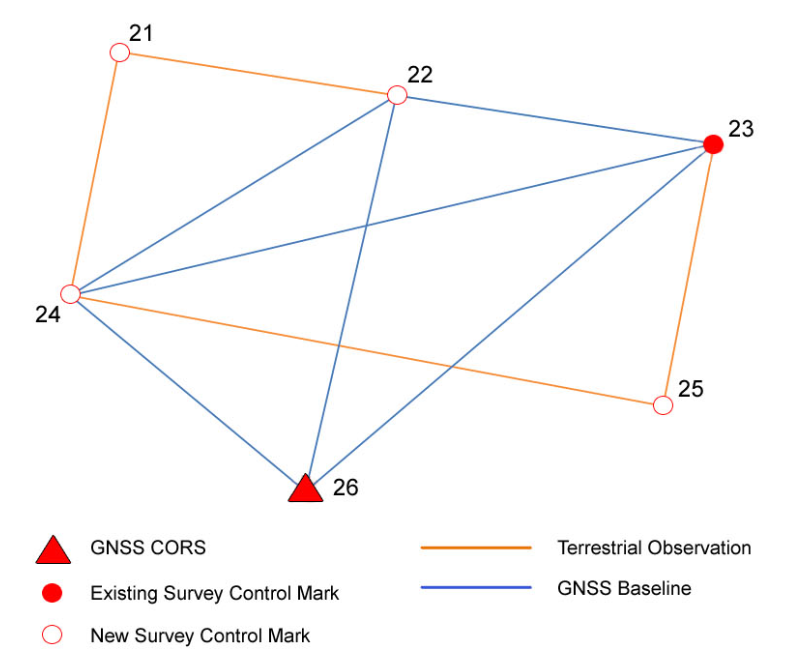 21
22
23
24
25
26
GNSS CORS
Terrestrial Observation
Existing Survey Control Mark
GNSS Baseline
New Survey Control Mark